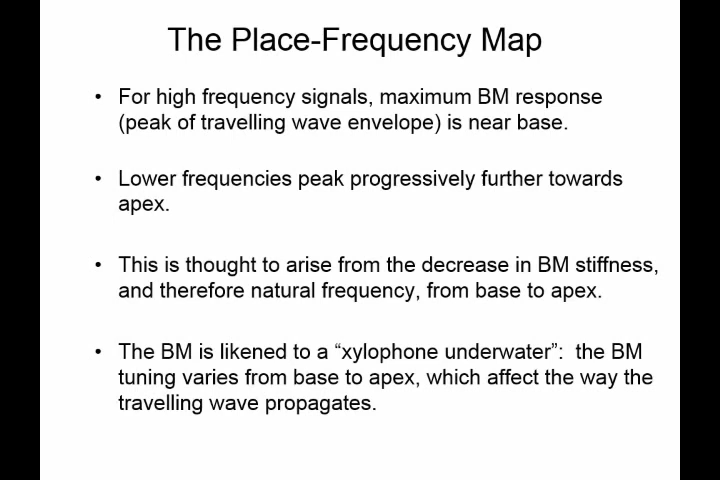 The Place-Frequency Map
• For high frequency signals, maximum BM response
(peak of travelling wave envelope) is near base.
• Lower frequencies peak progressively further towards
apex.
• This is thought to arise from the decrease in BM stiffness,
and therefore natural frequency, from base to apex.
• The BM is likened to a “xylophone underwater”: the BM
tuning varies from base to apex, which affect the way the
travelling wave propagates.